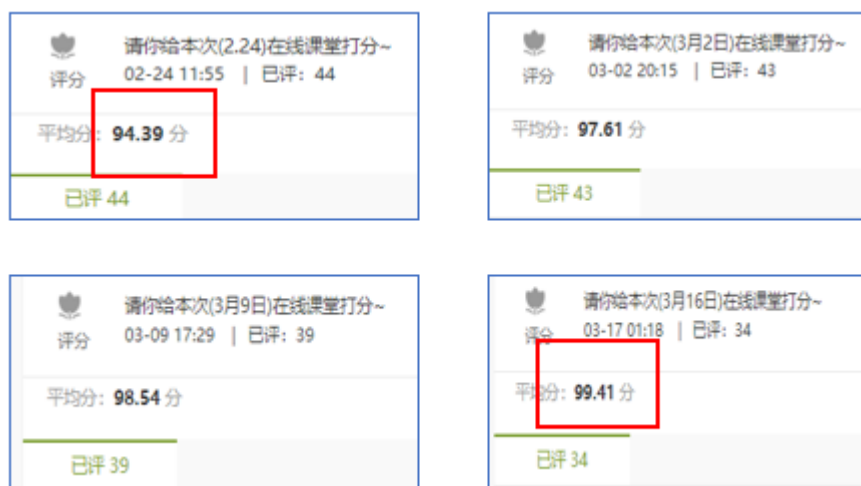 请你给本次(2.24)在线课堂打分~
评分
02-24 11:55 | 已评: 44
平均分: 94.39 分
已评 44
请你给本次(3月2日)在线课堂打分~
评分
03-02 20:15 | 已评: 43
平均分: 97.61 分
已评 43
请你给本次(3月9日)在线课堂打分~
评分
03-09 17:29 | 已评: 39
平均分: 98.54 分
已评 39
请你给本次(3月16日)在线课堂打分~
评分
03-17 01:18 | 已评: 34
平均分: 99.41 分
已评 34